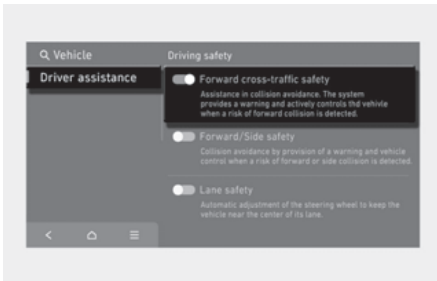 Vehicle
Driving safety
Driver assistance
Forward cross-traffic safety
Assistance in collision avoidance: The system
provides a warning and actively controls thd vehivle
when a risk of forward collision is detected.
Forward/Side safety
Collision avoidance by provision of a warning and vehicle
control when a risk of forward or side collision is detected.
Lane safety
Automatic adjustment of the steering wheel to keep the
vehicle near the center of its lane.